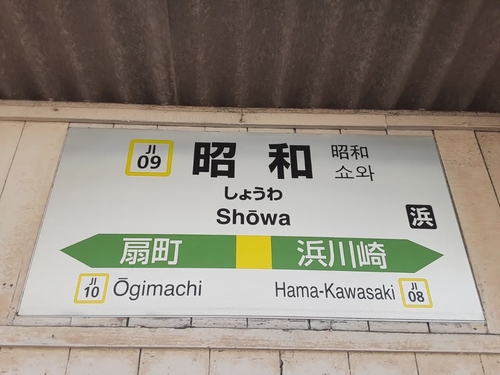 JI
09
昭和
昭和
쇼와
しょうわ
Shōwa
浜
扇町
浜川崎
JI
10
Ōgimachi
Hama-Kawasaki
JI
08